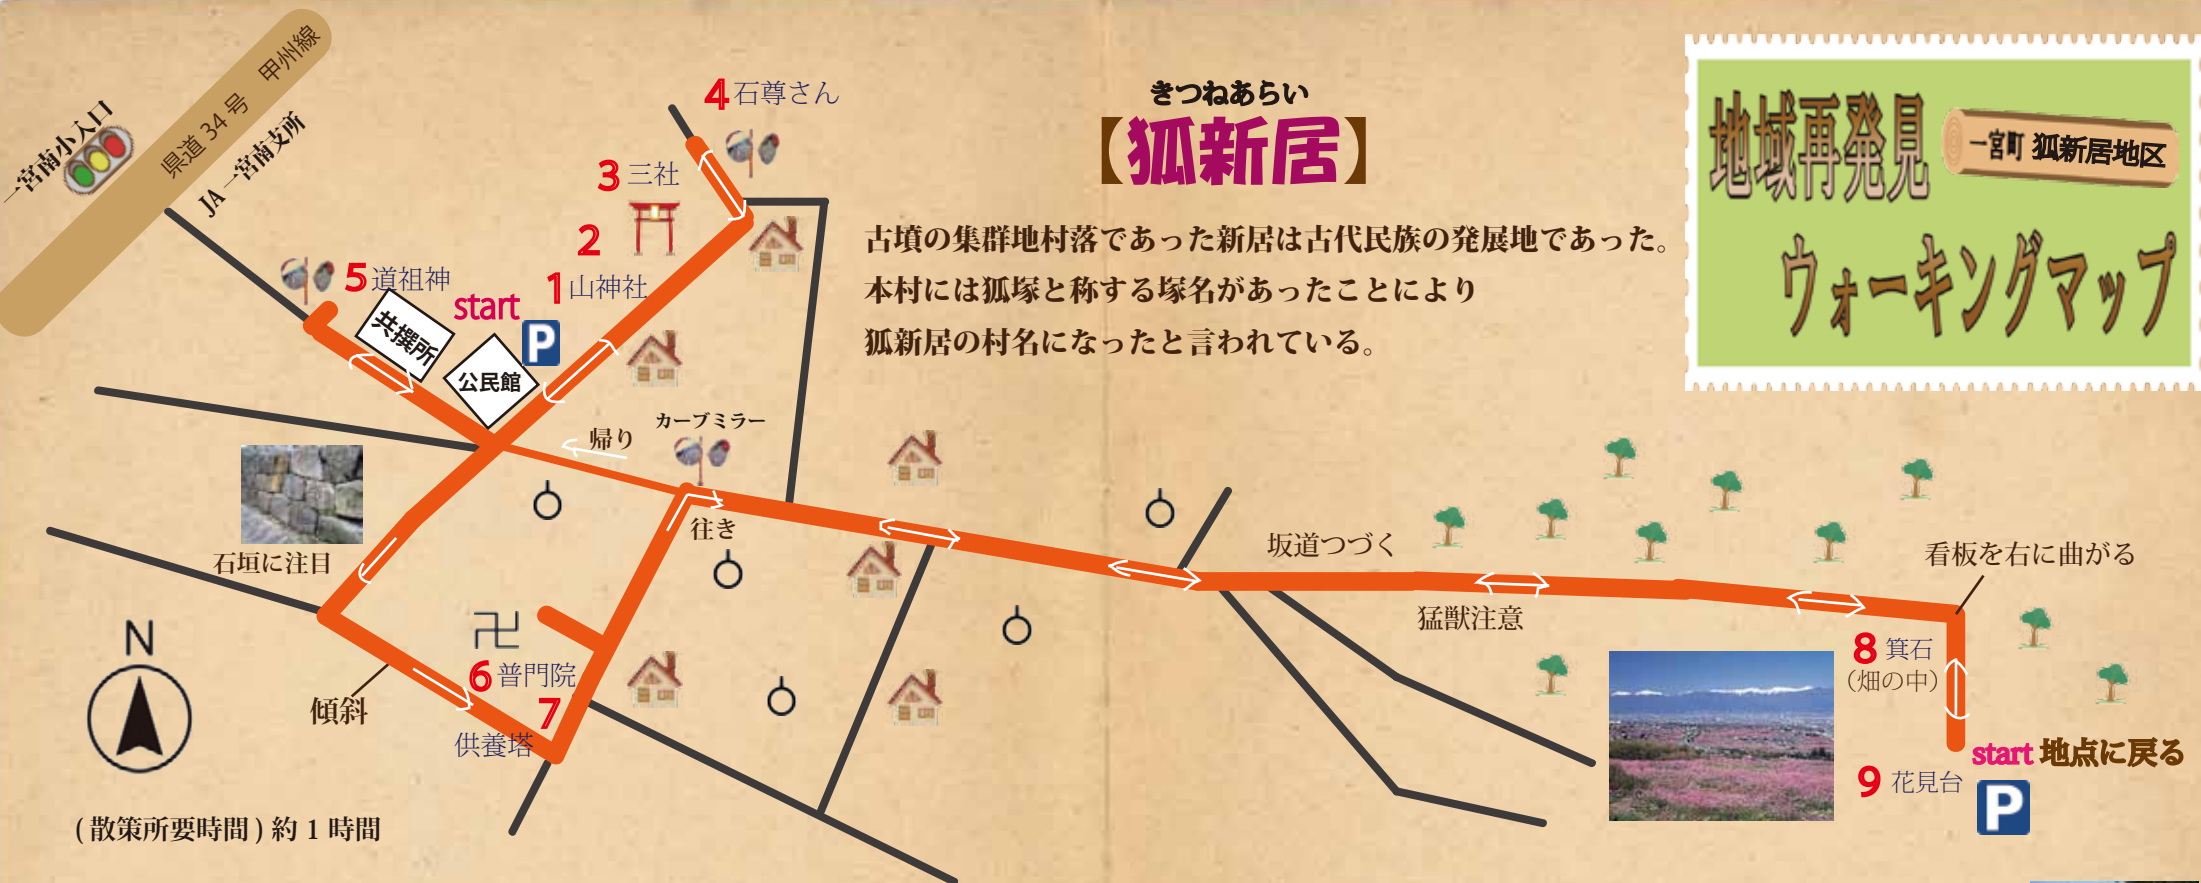 一宮南小入口
県道 34 号　甲州線
JA 一宮南支所
4 石尊さん
3 三社
2
1 山神社
5 道祖神
start
P
共撰所
公民館
きつねあらい
【狐新居】
古墳の集群地村落であった新居は古代民族の発展地であった。
本村には狐塚と称する塚名があったことにより
狐新居の村名になったと言われている。
地域再発見
一宮町 狐新居地区
ウォーキングマップ
カーブミラー
帰り
往き
石垣に注目
坂道つづく
看板を右に曲がる
猛獣注意
N
卍
6 普門院
7
供養塔
傾斜
8 箕石
（畑の中）
start 地点に戻る
9 花見台
P
( 散策所要時間 ) 約 1 時間